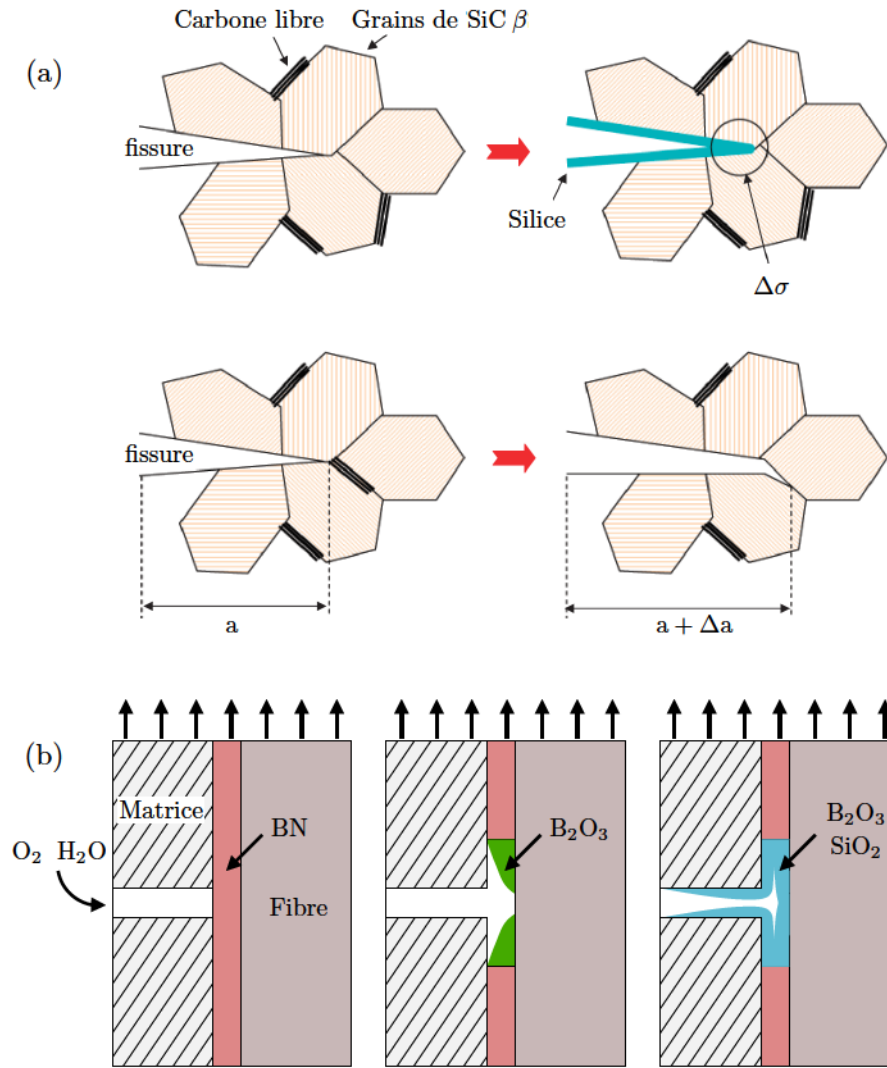 Carbone libre
Grains de SiC β
(a)
fissure
Silice
Δσ
fissure
a
a + Δa
(b)
Matrice
BN
O₂ H₂O
Fibre
B₂O₃
B₂O₃
SiO₂